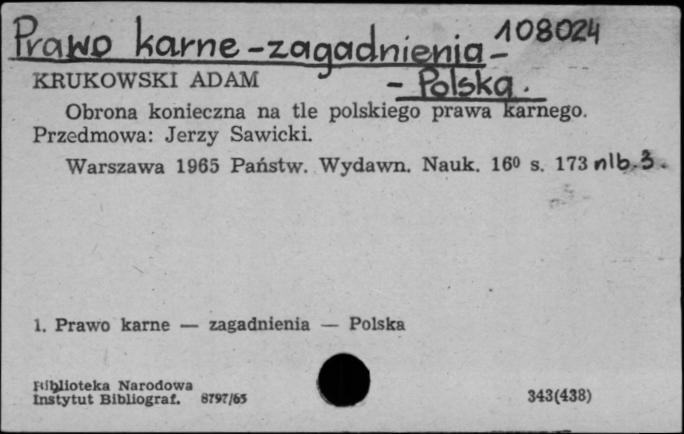 108024
Prawo karne - zagadnienia -
- Polska.
KRUKOWSKI ADAM
Obrona konieczna na tle polskiego prawa karnego.
Przedmowa: Jerzy Sawicki.
Warszawa 1965 Państw. Wydawn. Nauk. 16⁰ s. 173 nlb. 3.
1. Prawo karne — zagadnienia — Polska
Biblioteka Narodowa
Instytut Bibliograf. 8797/65
343(438)